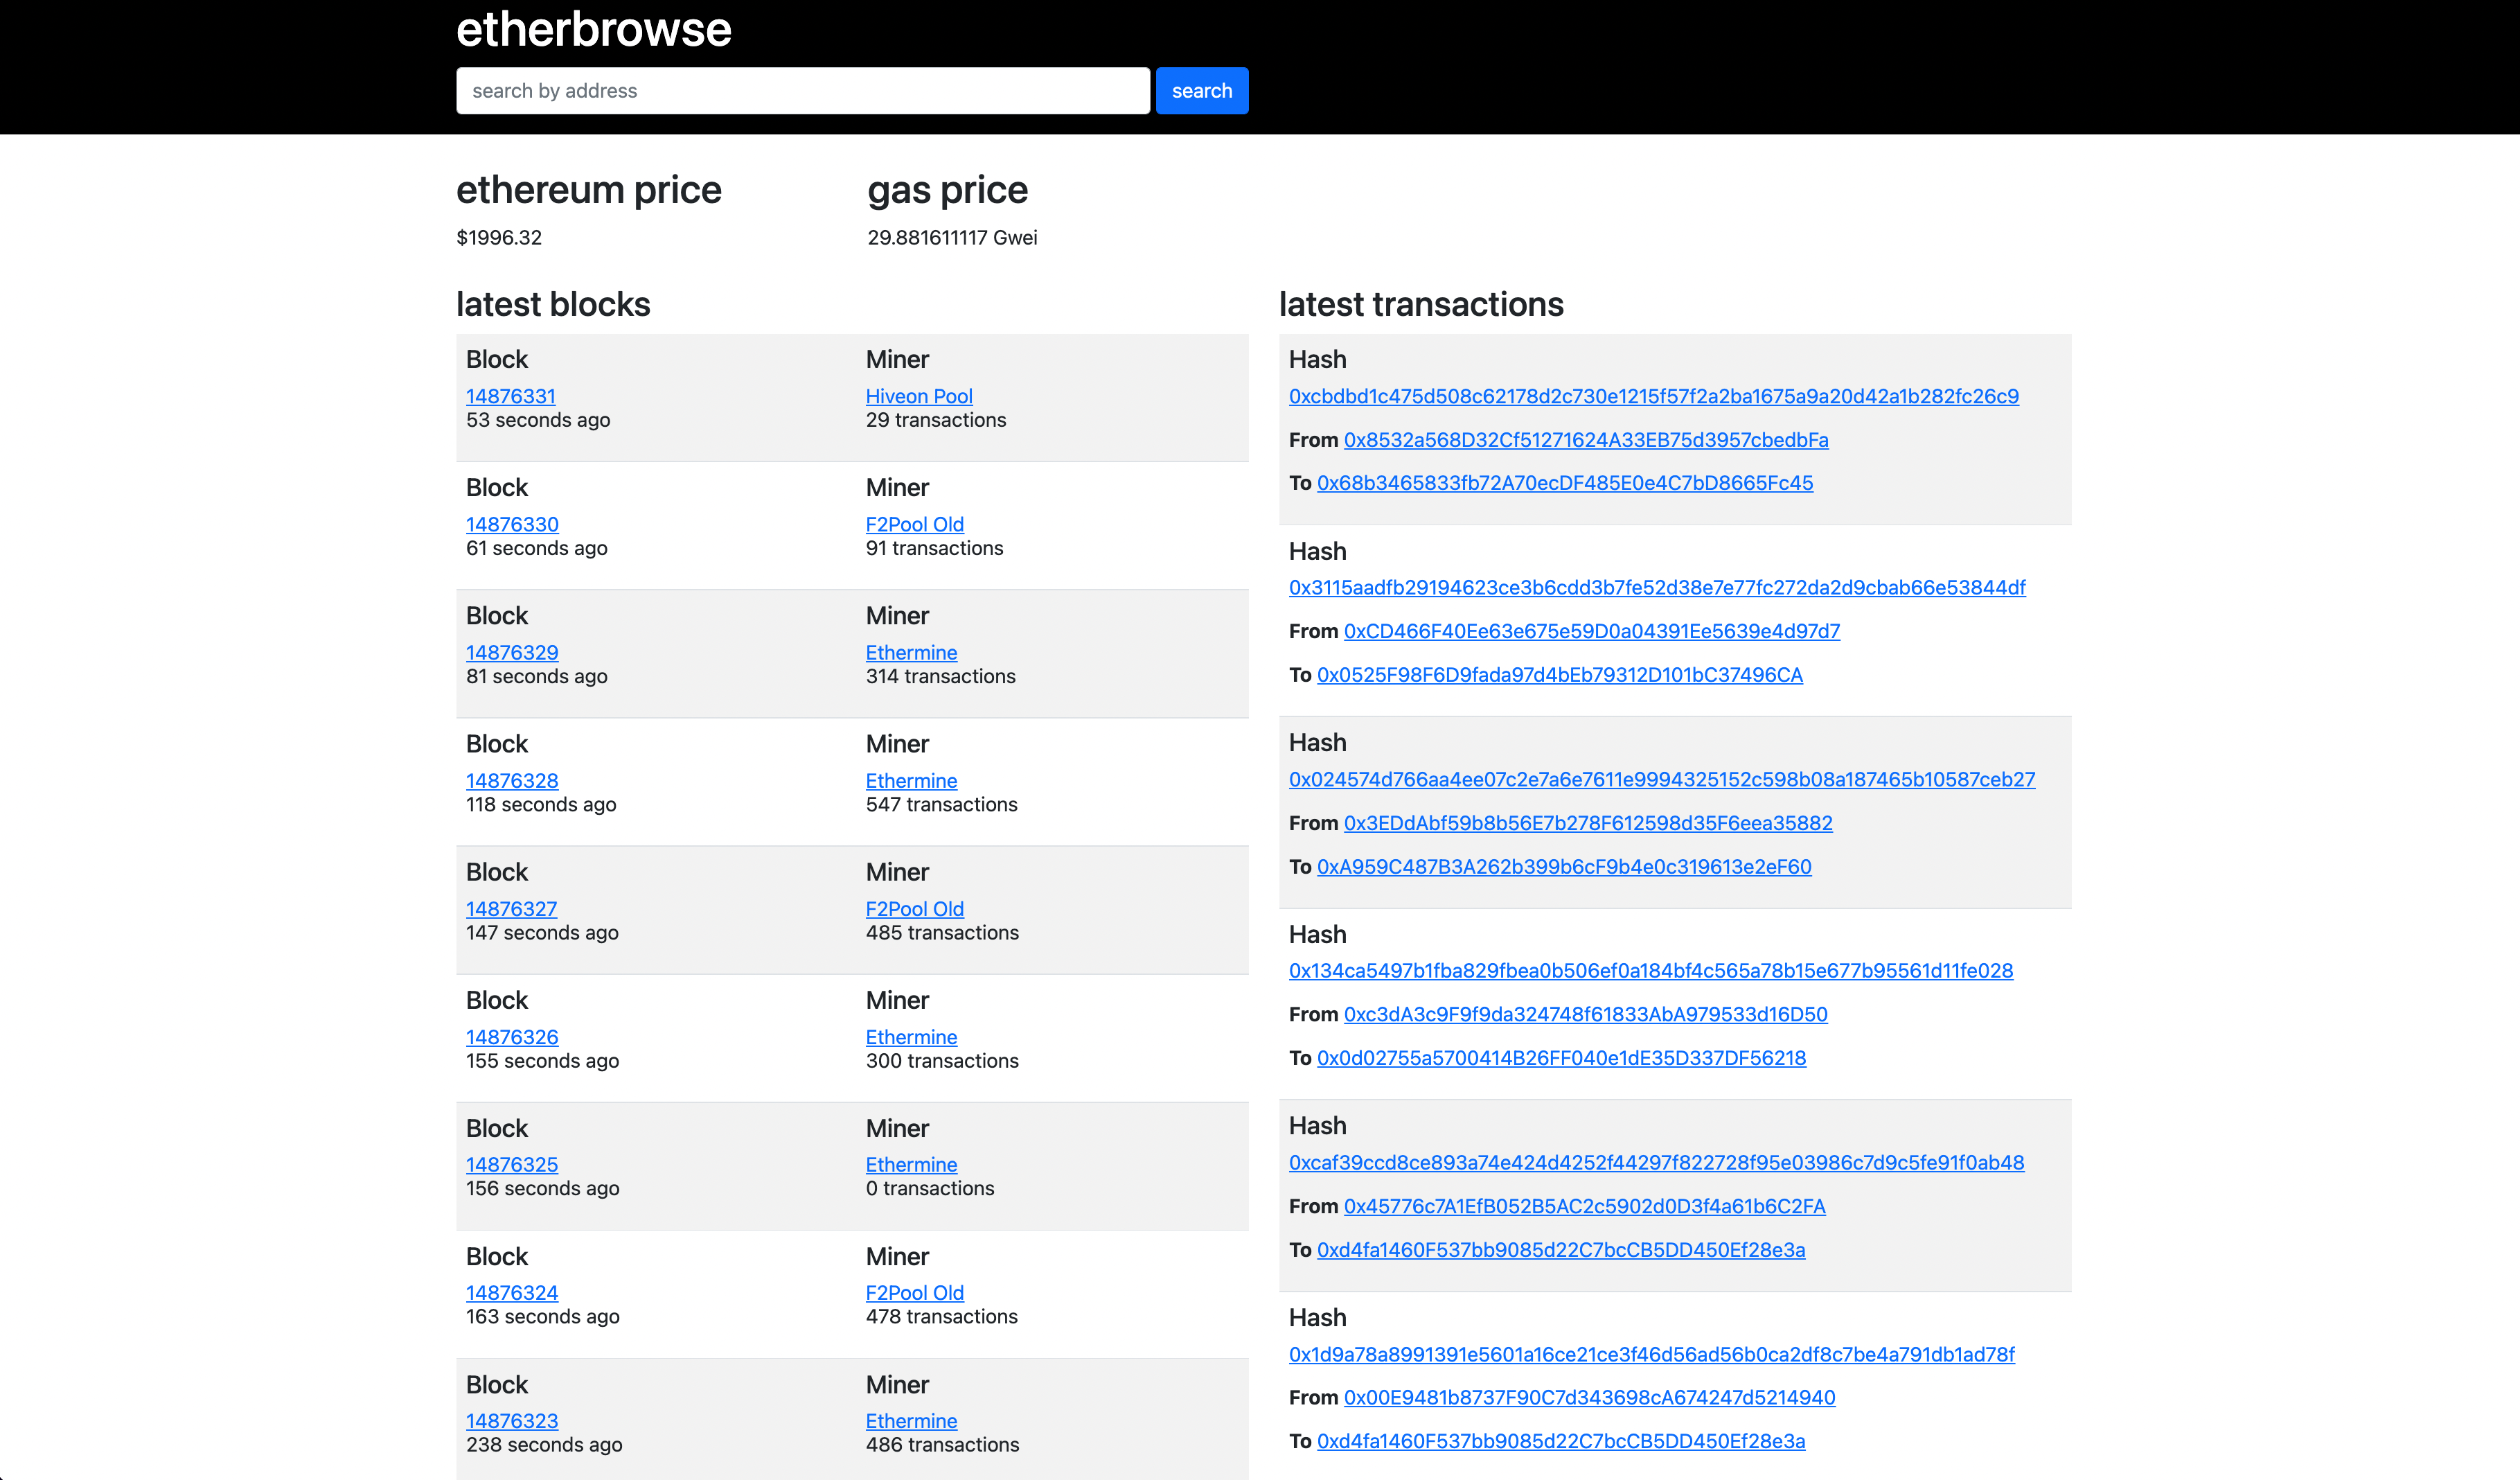 etherbrowse
search by address
search
ethereum price
gas price
$1996.32
29.881611117 Gwei
latest blocks
Block
Miner
14876331
Hiveon Pool
53 seconds ago
29 transactions
Block
Miner
14876330
F2Pool Old
61 seconds ago
91 transactions
Block
Miner
14876329
Ethermine
81 seconds ago
314 transactions
Block
Miner
14876328
Ethermine
118 seconds ago
547 transactions
Block
Miner
14876327
F2Pool Old
147 seconds ago
485 transactions
Block
Miner
14876326
Ethermine
155 seconds ago
300 transactions
Block
Miner
14876325
Ethermine
156 seconds ago
0 transactions
Block
Miner
14876324
F2Pool Old
163 seconds ago
478 transactions
Block
Miner
14876323
Ethermine
238 seconds ago
486 transactions
latest transactions
Hash
0xcbdbd1c475d508c62178d2c730e1215f57f2a2ba1675a9a20d42a1b282fc26c9
From 0x8532a568D32Cf51271624A33EB75d3957cbedbFa
To 0x68b3465833fb72A70ecDF485E0e4C7bD8665Fc45
Hash
0x3115aadfb29194623ce3b6cdd3b7fe52d38e7e77fc272da2d9cbab66e53844df
From 0xCD466F40Ee63e675e59D0a04391Ee5639e4d97d7
To 0x0525F98F6D9fada97d4bEb79312D101bC37496CA
Hash
0x024574d766aa4ee07c2e7a6e7611e9994325152c598b08a187465b10587ceb27
From 0x3EDdAbf59b8b56E7b278F612598d35F6eea35882
To 0xA959C487B3A262b399b6cF9b4e0c319613e2eF60
Hash
0x134ca5497b1fba829fbea0b506ef0a184bf4c565a78b15e677b95561d11fe028
From 0xc3dA3c9F9f9da324748f61833AbA979533d16D50
To 0x0d02755a5700414B26FF040e1dE35D337DF56218
Hash
0xcaf39ccd8ce893a74e424d4252f44297f822728f95e03986c7d9c5fe91f0ab48
From 0x45776c7A1EfB052B5AC2c5902d0D3f4a61b6C2FA
To 0xd4fa1460F537bb9085d22C7bcCB5DD450Ef28e3a
Hash
0x1d9a78a8991391e5601a16ce21ce3f46d56ad56b0ca2df8c7be4a791db1ad78f
From 0x00E9481b8737F90C7d343698cA674247d5214940
To 0xd4fa1460F537bb9085d22C7bcCB5DD450Ef28e3a